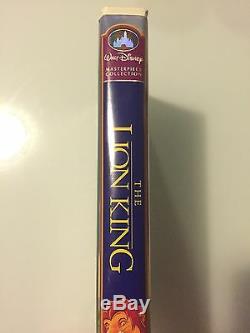 Walt Disney
MASTERPIECE
COLLECTION
THE
LION KING